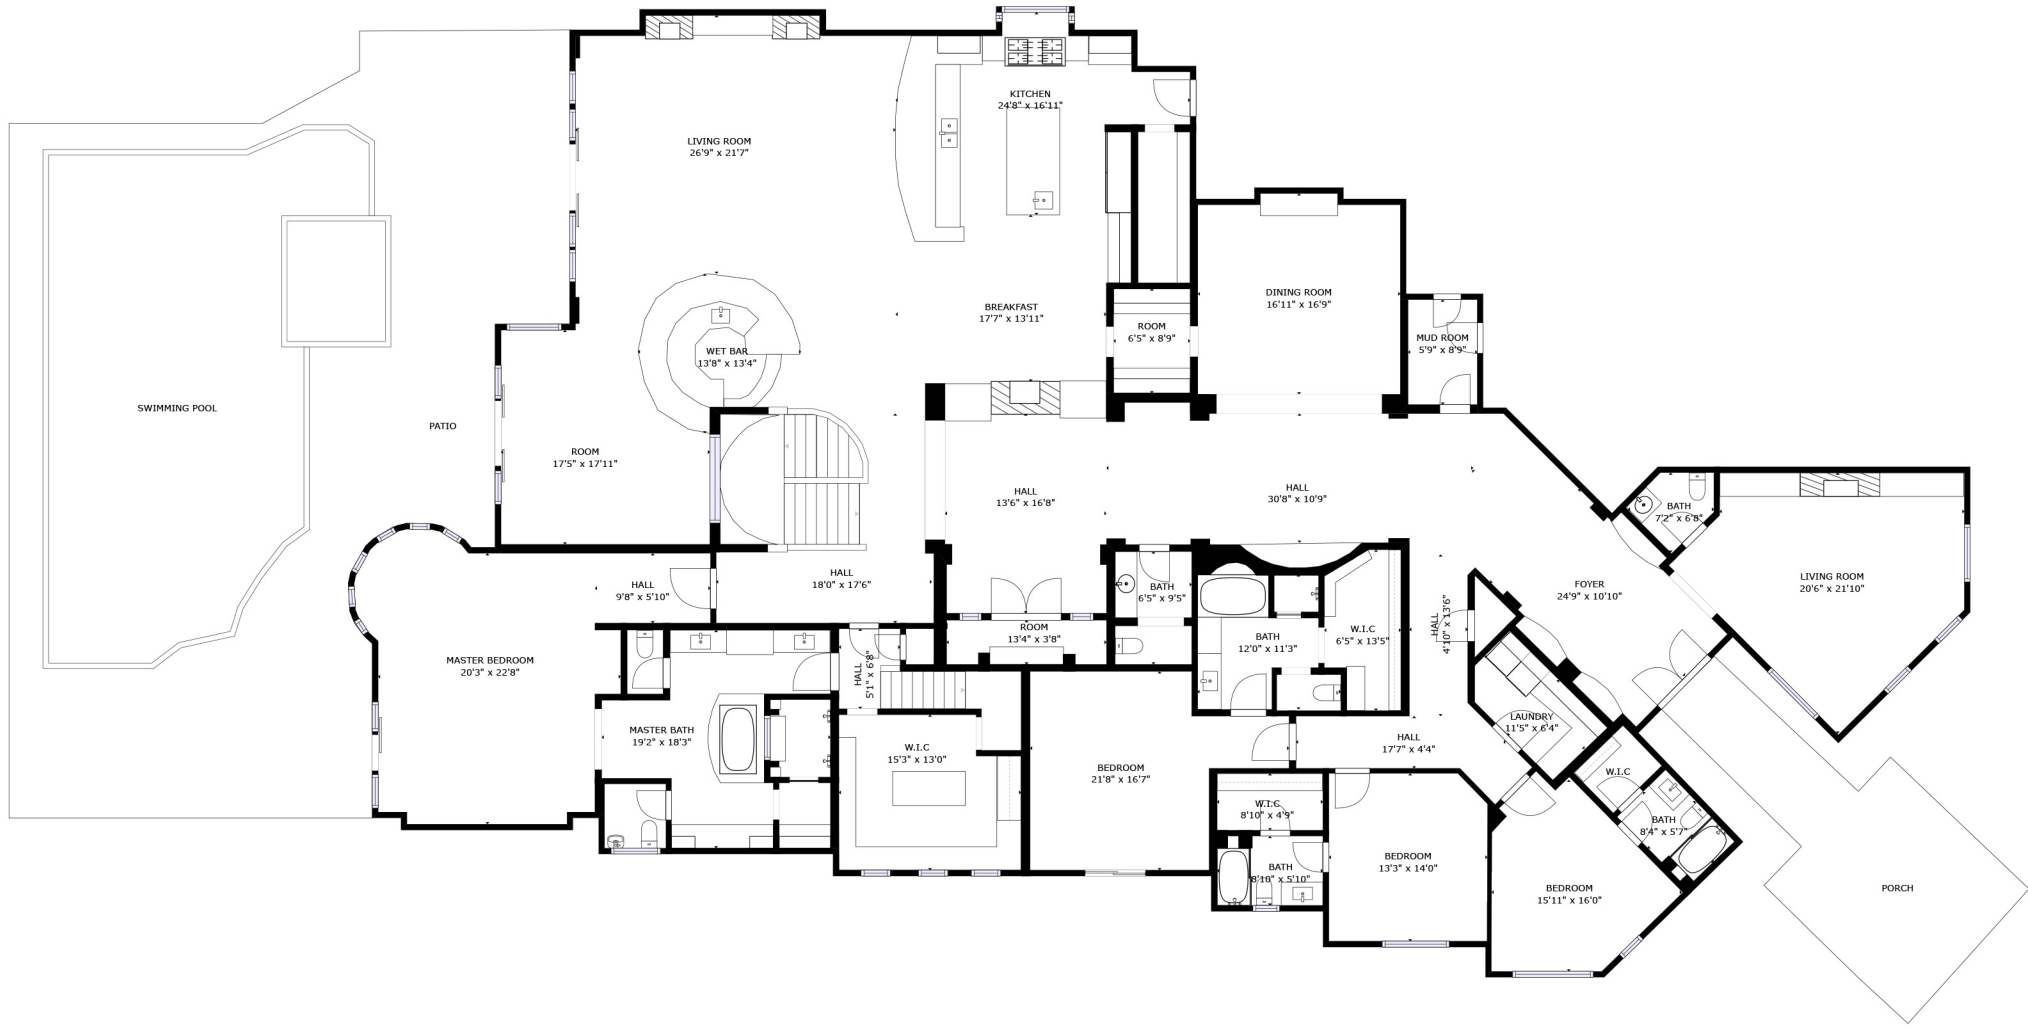 KITCHEN
24'8" x 16'11"
LIVING ROOM
26'9" x 21'7"
DINING ROOM
16'11" x 16'9"
BREAKFAST
17'7" x 13'11"
ROOM
6'5" x 8'9"
MUD ROOM
5'9" x 8'9"
WET BAR
13'8" x 13'4"
SWIMMING POOL
PATIO
ROOM
17'5" x 17'11"
HALL
13'6" x 16'8"
HALL
30'8" x 10'9"
BATH
7'2" x 6'8"
LIVING ROOM
20'6" x 21'10"
FOYER
24'9" x 10'10"
HALL
18'0" x 17'6"
HALL
9'8" x 5'10"
BATH
6'5" x 9'5"
HALL
4'10" x 13'6"
ROOM
13'4" x 3'8"
BATH
12'0" x 11'3"
W.I.C
6'5" x 13'5"
MASTER BEDROOM
20'3" x 22'8"
HALL
5'1" x 6'8"
LAUNDRY
11'5" x 6'4"
MASTER BATH
19'2" x 18'3"
W.I.C
15'3" x 13'0"
HALL
17'7" x 4'4"
BEDROOM
21'8" x 16'7"
W.I.C
W.I.C
8'10" x 4'9"
BATH
8'4" x 5'7"
BEDROOM
13'3" x 14'0"
BATH
8'10" x 5'10"
BEDROOM
15'11" x 16'0"
PORCH